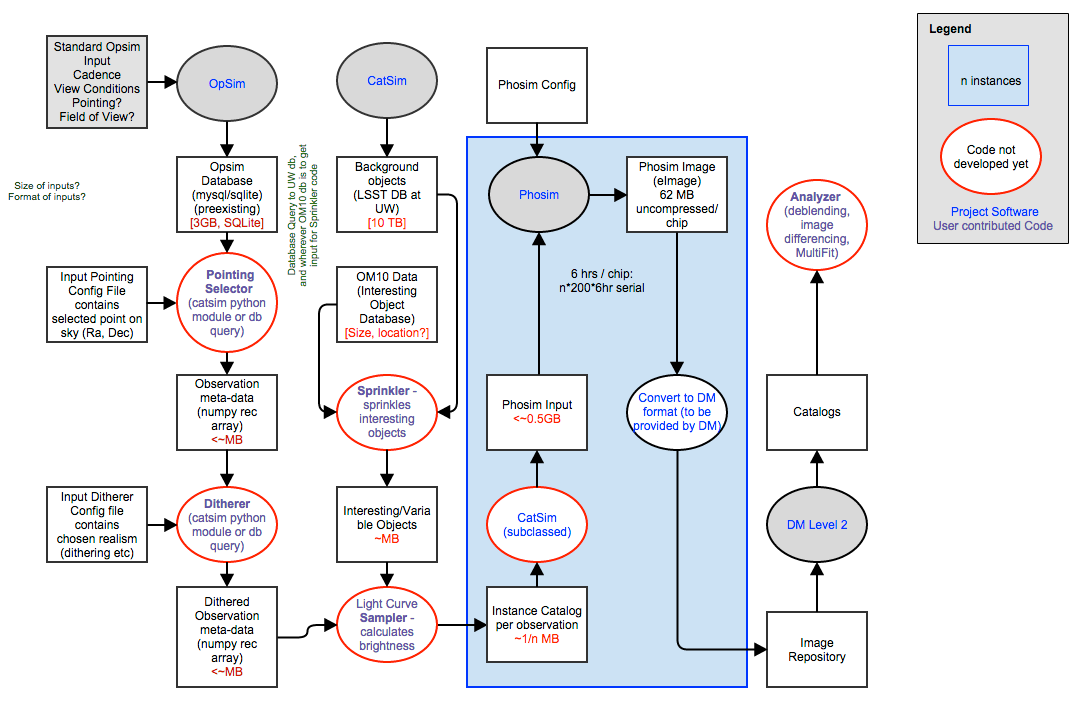 Standard Opsim
Input
Cadence
View Conditions
Pointing?
Field of View?
OpSim
CatSim
Phosim Config
Legend
n instances
Code not
developed yet
Project Software
User contributed Code
Size of inputs?
Format of inputs?
Opsim
Database
(mysql/sqlite)
(preexisting)
[3GB, SQLite]
Database Query to UW db,
and wherever OM10 db is to get
input for Sprinkler code
Background
objects
(LSST DB at
UW)
[10 TB]
Phosim
Phosim Image
(eImage)
62 MB
uncompressed/
chip
Analyzer
(deblending,
image
differencing,
MultiFit)
Input Pointing
Config File
contains
selected point on
sky (Ra, Dec)
Pointing
Selector
(catsim python
module or db
query)
OM10 Data
(Interesting
Object
Database)
[Size, location?]
6 hrs / chip:
n*200*6hr serial
Observation
meta-data
(numpy rec
array)
<~MB
Sprinkler -
sprinkles
interesting
objects
Phosim Input
<~0.5GB
Convert to DM
format (to be
provided by DM)
Catalogs
Input Ditherer
Config file
contains
chosen realism
(dithering etc)
Ditherer
(catsim python
module or db
query)
Interesting/Varia
ble Objects
~MB
CatSim
(subclassed)
DM Level 2
Dithered
Observation
meta-data
(numpy rec
array)
<~MB
Light Curve
Sampler -
calculates
brightness
Instance Catalog
per observation
~1/n MB
Image
Repository